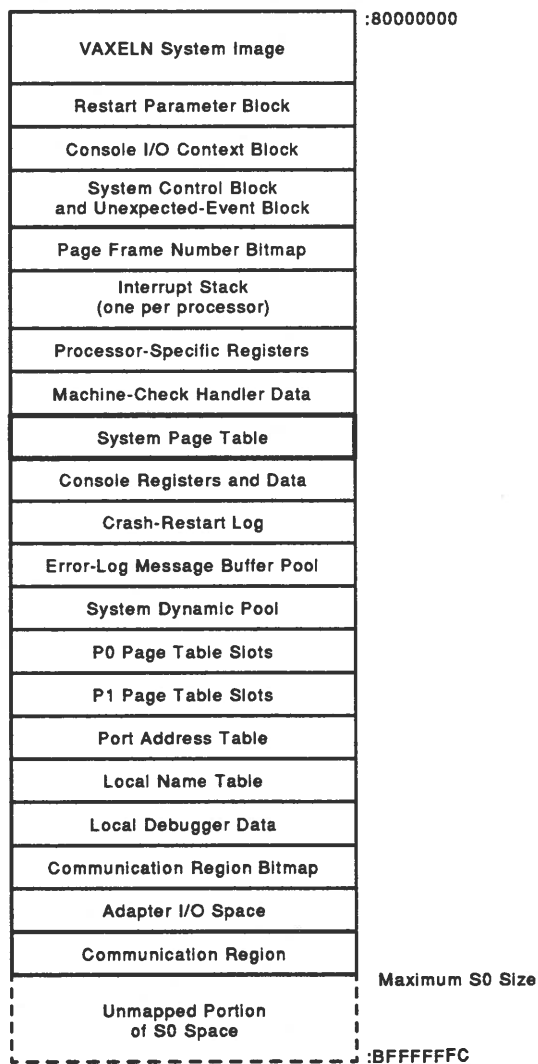 :80000000
VAXELN System Image
Restart Parameter Block
Console I/O Context Block
System Control Block
and Unexpected-Event Block
Page Frame Number Bitmap
Interrupt Stack
(one per processor)
Processor-Specific Registers
Machine-Check Handler Data
System Page Table
Console Registers and Data
Crash-Restart Log
Error-Log Message Buffer Pool
System Dynamic Pool
P0 Page Table Slots
P1 Page Table Slots
Port Address Table
Local Name Table
Local Debugger Data
Communication Region Bitmap
Adapter I/O Space
Communication Region
Maximum S0 Size
Unmapped Portion
of S0 Space
:BFFFFFFC